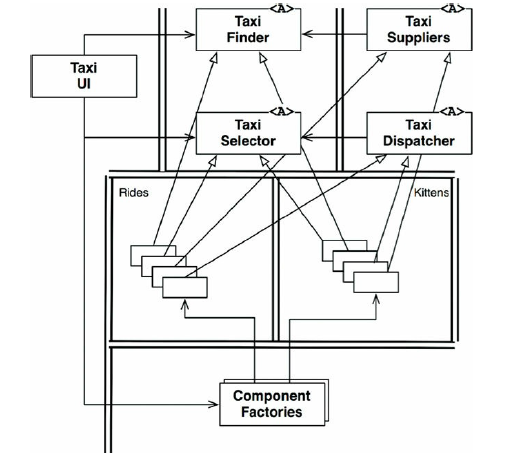 <A>
Taxi
Finder
<A>
Taxi
Suppliers
Taxi
UI
<A>
Taxi
Selector
<A>
Taxi
Dispatcher
Rides
Kittens
Component
Factories